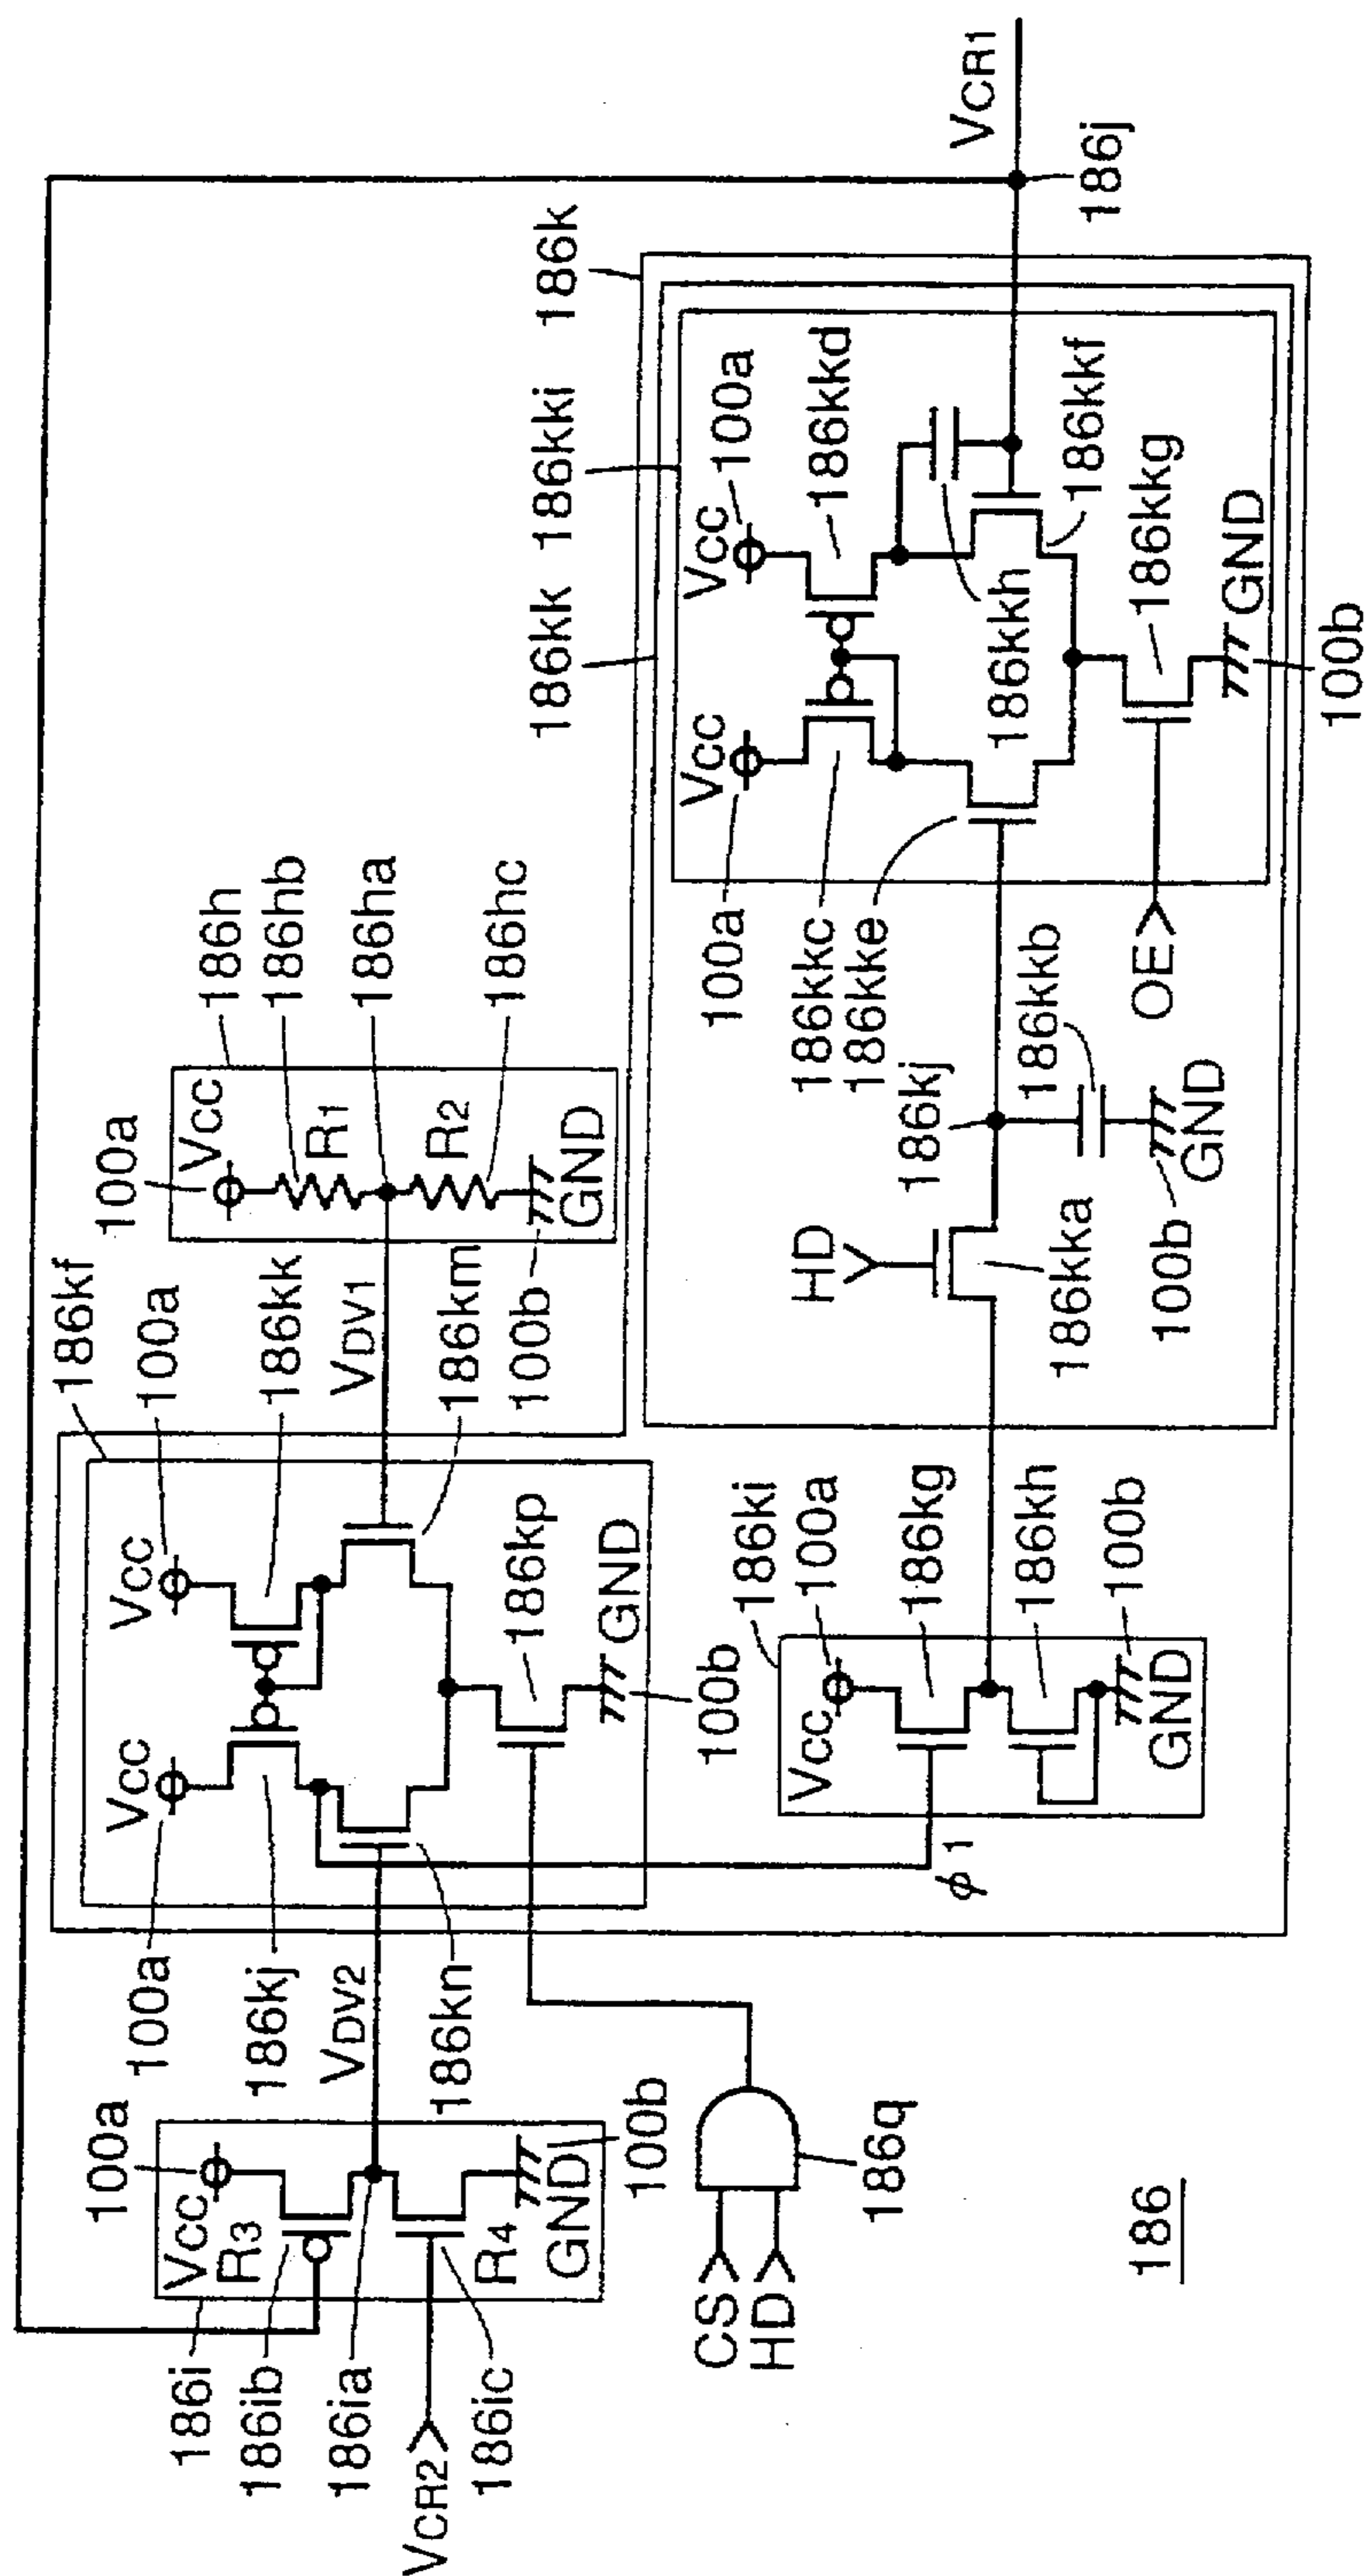 186kf
100a
186kk
VDV1
186km
100b
Vcc
Vcc
100a
186kj
VDV2
186kn
186kp
GND
100b
186h
186hb
186ha
186hc
100a
Vcc
R1
R2
GND
186i
186ib
186ia
186ic
VCR2
100a
Vcc
R3
R4
GND
100b
CS
HD
186q
φ1
186ki
100a
186kg
186kh
100b
Vcc
GND
HD
186kka
186kj
186kkb
100b
GND
OE
186kk
186kki
186k
100a
186kkc
186kke
Vcc
Vcc
100a
186kkd
186kkh
186kkf
186kkg
GND
100b
VCR1
186j
186